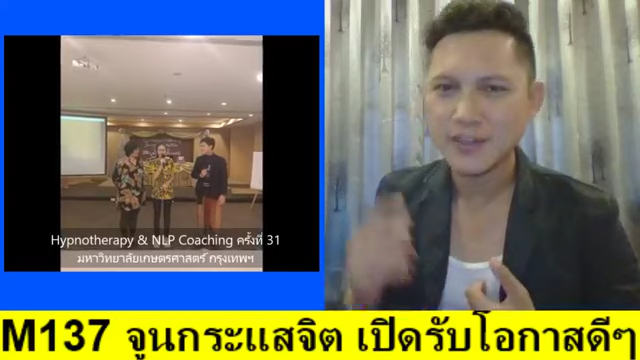 Hypnotherapy & NLP Coaching ครั้งที่ 31
มหาวิทยาลัยเกษตรศาสตร์ กรุงเทพฯ
M137 จูนกระแสจิต เปิดรับโอกาสดีๆ